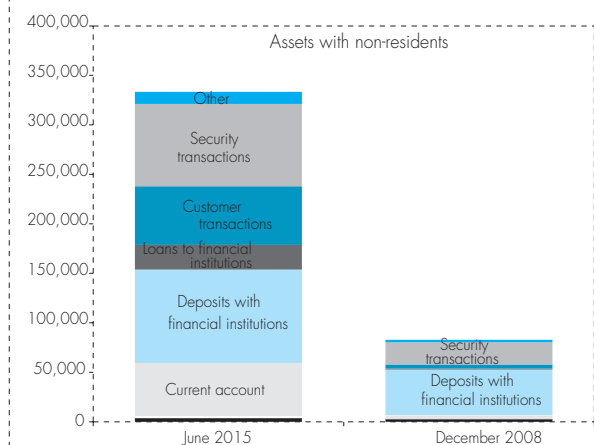 400,000
Assets with non-residents
350,000
300,000
250,000
200,000
150,000
100,000
50,000
0
Other
Security
transactions
Customer
transactions
Loans to financial
institutions
Deposits with
financial institutions
Current account
Security
transactions
Deposits with
financial institutions
June 2015
December 2008